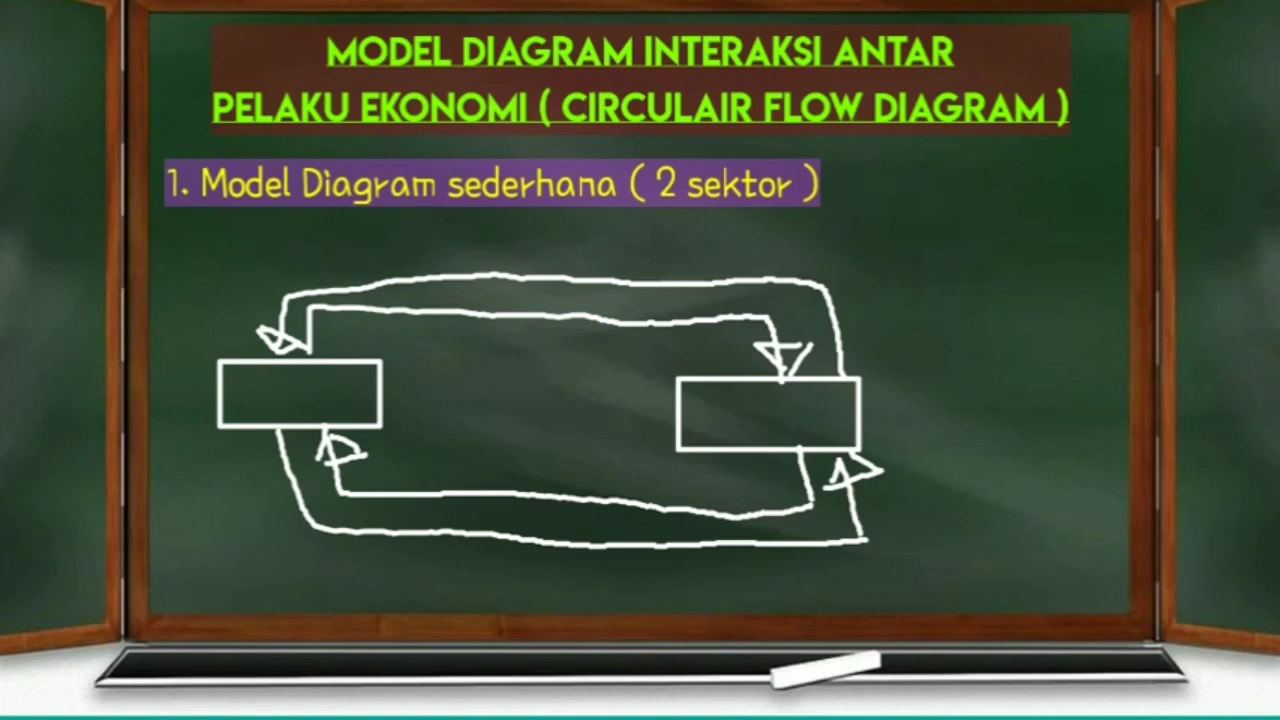 MODEL DIAGRAM INTERAKSI ANTAR
PELAKU EKONOMI ( CIRCULAIR FLOW DIAGRAM )
1. Model Diagram sederhana ( 2 sektor )